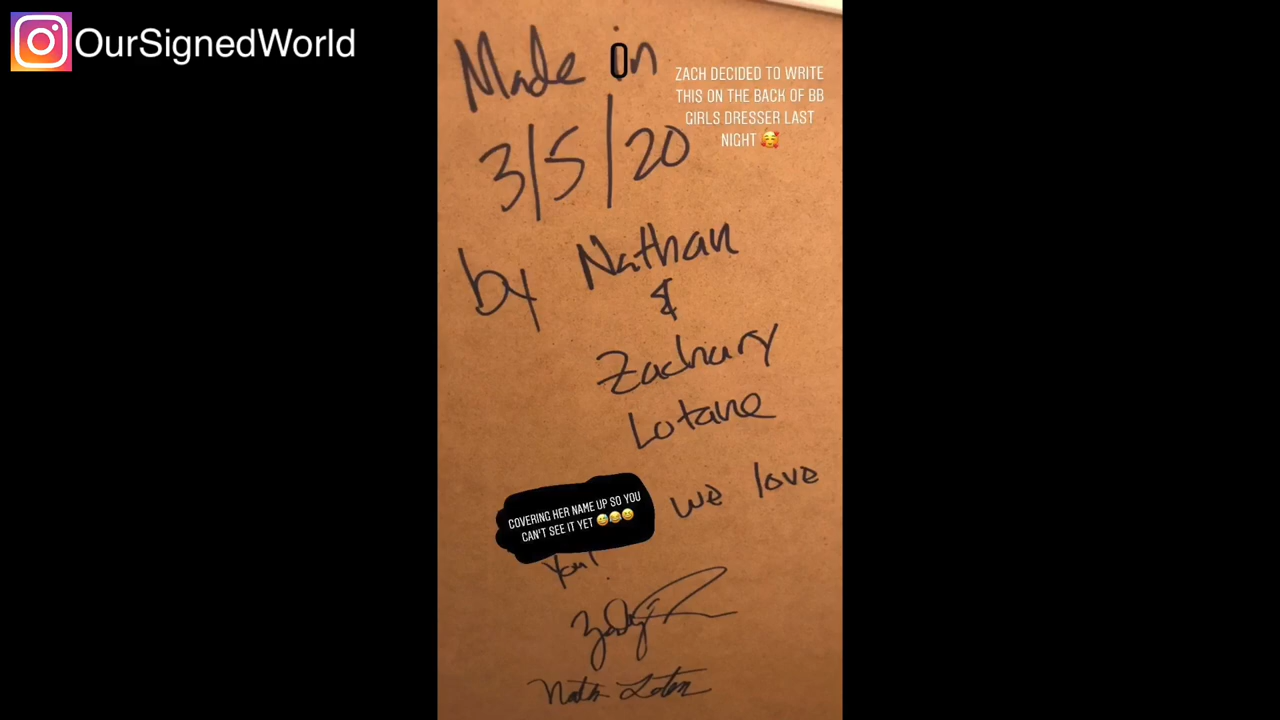 OurSignedWorld
Made in
3/5/20
ZACH DECIDED TO WRITE
THIS ON THE BACK OF BB
GIRLS DRESSER LAST
NIGHT 🥰
by Nathan
&
Zachary
Lotane
COVERING HER NAME UP SO YOU
CAN'T SEE IT YET 😅😂😄
we love
you!